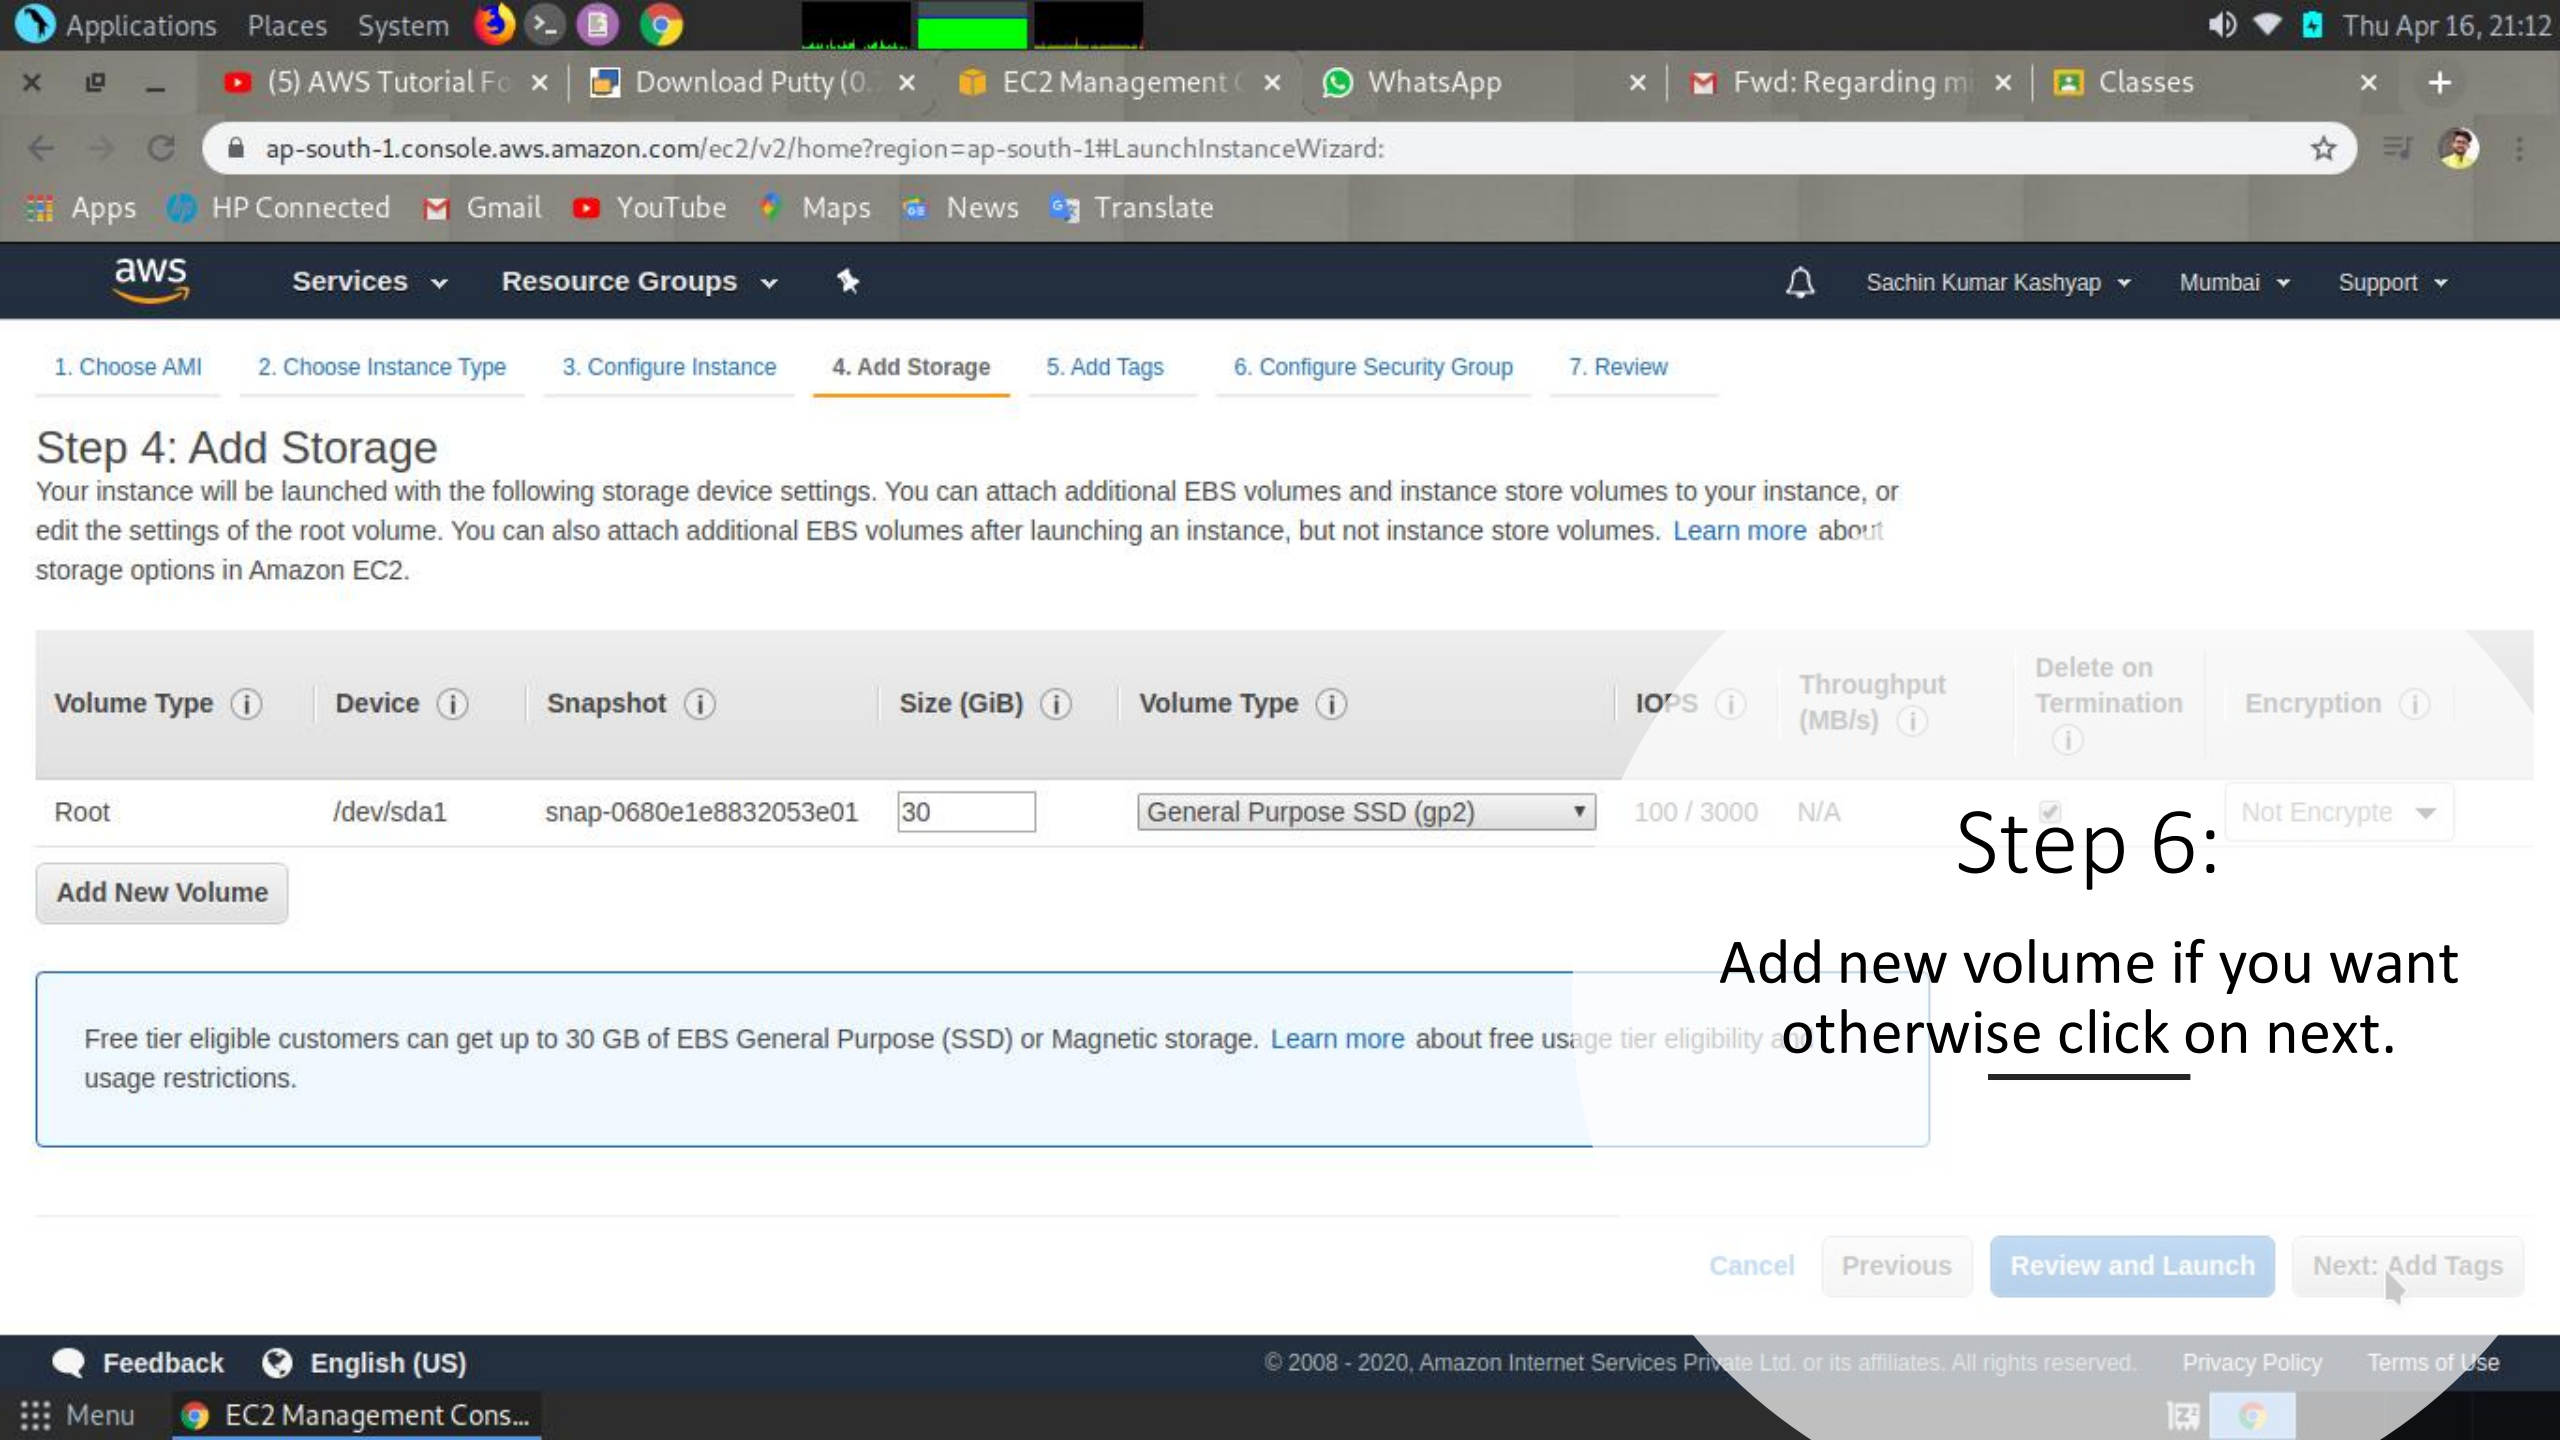 Applications Places System Thu Apr 16, 21:12
(5) AWS Tutorial Fo Download Putty (0. EC2 Management WhatsApp Fwd: Regarding m Classes
ap-south-1.console.aws.amazon.com/ec2/v2/home?region=ap-south-1#LaunchInstanceWizard:
Apps HP Connected Gmail YouTube Maps News Translate
aws Services Resource Groups Sachin Kumar Kashyap Mumbai Support
1. Choose AMI 2. Choose Instance Type 3. Configure Instance 4. Add Storage 5. Add Tags 6. Configure Security Group 7. Review
Step 4: Add Storage
Your instance will be launched with the following storage device settings. You can attach additional EBS volumes and instance store volumes to your instance, or
edit the settings of the root volume. You can also attach additional EBS volumes after launching an instance, but not instance store volumes. Learn more about
storage options in Amazon EC2.
Volume Type Device Snapshot Size (GiB) Volume Type IOPS Throughput (MB/s) Delete on Termination Encryption
Root /dev/sda1 snap-0680e1e8832053e01 30 General Purpose SSD (gp2) 100 / 3000 N/A Not Encrypte
Add New Volume
Step 6:
Add new volume if you want
otherwise click on next.
Free tier eligible customers can get up to 30 GB of EBS General Purpose (SSD) or Magnetic storage. Learn more about free usage tier eligibility and
usage restrictions.
Cancel Previous Review and Launch Next: Add Tags
Feedback English (US) © 2008 - 2020, Amazon Internet Services Private Ltd. or its affiliates. All rights reserved. Privacy Policy Terms of Use
Menu EC2 Management Cons...